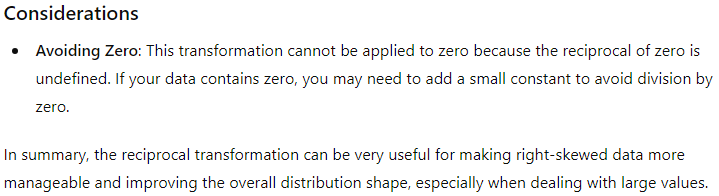 Considerations
• Avoiding Zero: This transformation cannot be applied to zero because the reciprocal of zero is
undefined. If your data contains zero, you may need to add a small constant to avoid division by
zero.
In summary, the reciprocal transformation can be very useful for making right-skewed data more
manageable and improving the overall distribution shape, especially when dealing with large values.